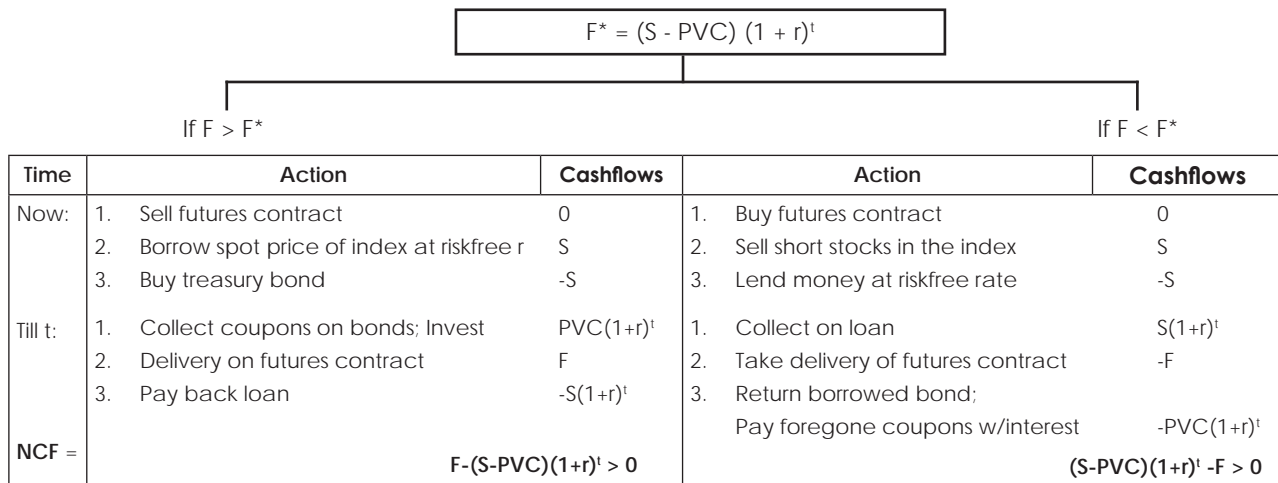 F* = (S - PVC) (1 + r)ᵗ
If F > F*
If F < F*
Time Action Cashflows Action Cashflows
Now: 1. Sell futures contract 0 1. Buy futures contract 0
2. Borrow spot price of index at riskfree r S 2. Sell short stocks in the index S
3. Buy treasury bond -S 3. Lend money at riskfree rate -S
Till t: 1. Collect coupons on bonds; Invest PVC(1+r)ᵗ 1. Collect on loan S(1+r)ᵗ
2. Delivery on futures contract F 2. Take delivery of futures contract -F
3. Pay back loan -S(1+r)ᵗ 3. Return borrowed bond;
Pay foregone coupons w/interest -PVC(1+r)ᵗ
NCF = F-(S-PVC)(1+r)ᵗ > 0 (S-PVC)(1+r)ᵗ -F > 0